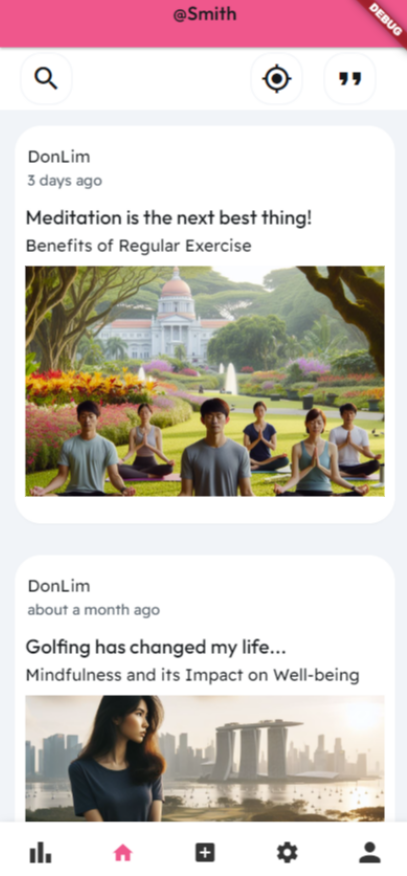 @Smith
DEBUG
DonLim
3 days ago
Meditation is the next best thing!
Benefits of Regular Exercise
DonLim
about a month ago
Golfing has changed my life...
Mindfulness and its Impact on Well-being